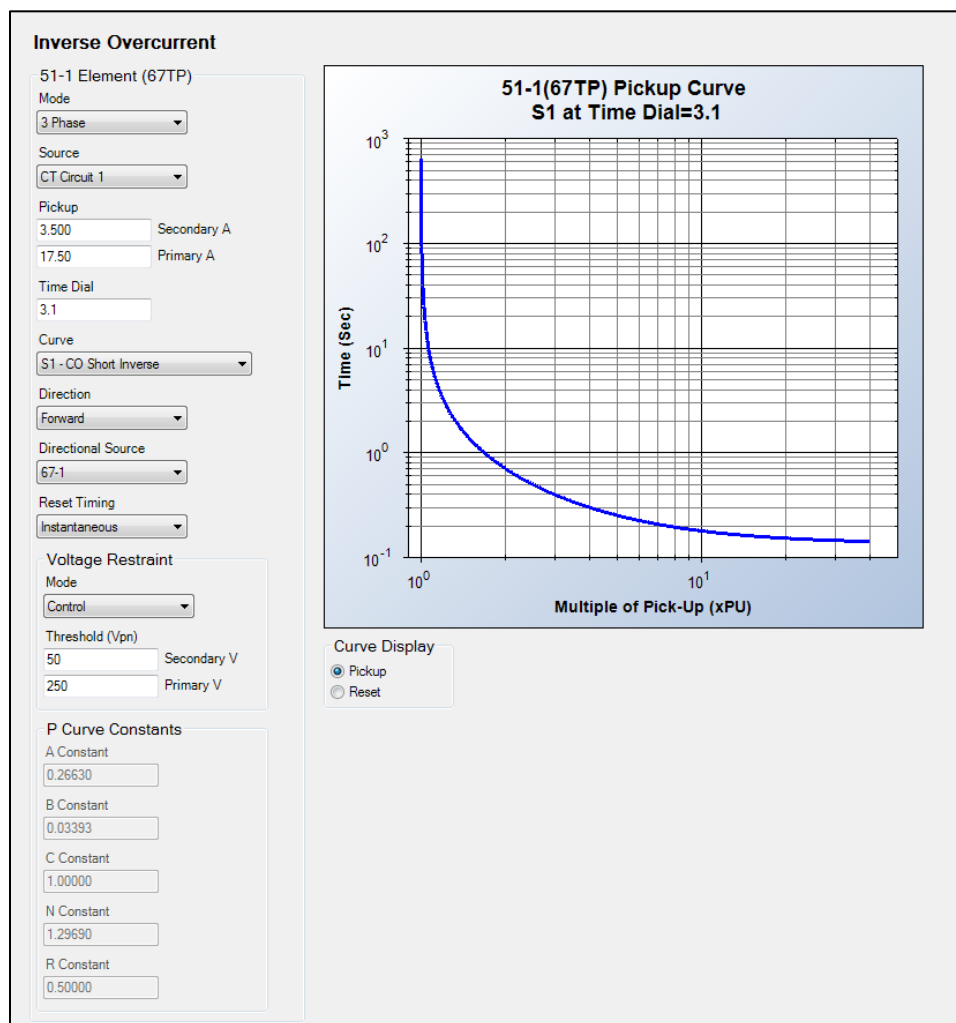 Inverse Overcurrent
51-1 Element (67TP)
Mode
3 Phase
Source
CT Circuit 1
Pickup
3.500 Secondary A
17.50 Primary A
Time Dial
3.1
Curve
S1 - CO Short Inverse
Direction
Forward
Directional Source
67-1
Reset Timing
Instantaneous
Voltage Restraint
Mode
Control
Threshold (Vpn)
50 Secondary V
250 Primary V
P Curve Constants
A Constant
0.26630
B Constant
0.03393
C Constant
1.00000
N Constant
1.29690
R Constant
0.50000
51-1(67TP) Pickup Curve
S1 at Time Dial=3.1
Time (Sec)
10³
10²
10¹
10⁰
10⁻¹
10⁰ 10¹
Multiple of Pick-Up (xPU)
Curve Display
Pickup
Reset